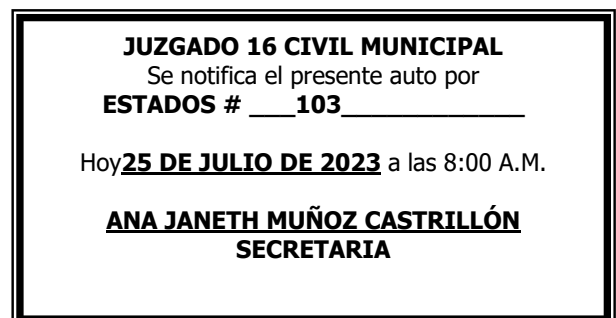 JUZGADO 16 CIVIL MUNICIPAL
Se notifica el presente auto por
ESTADOS # ___103____________
Hoy25 DE JULIO DE 2023 a las 8:00 A.M.
ANA JANETH MUÑOZ CASTRILLÓN
SECRETARIA